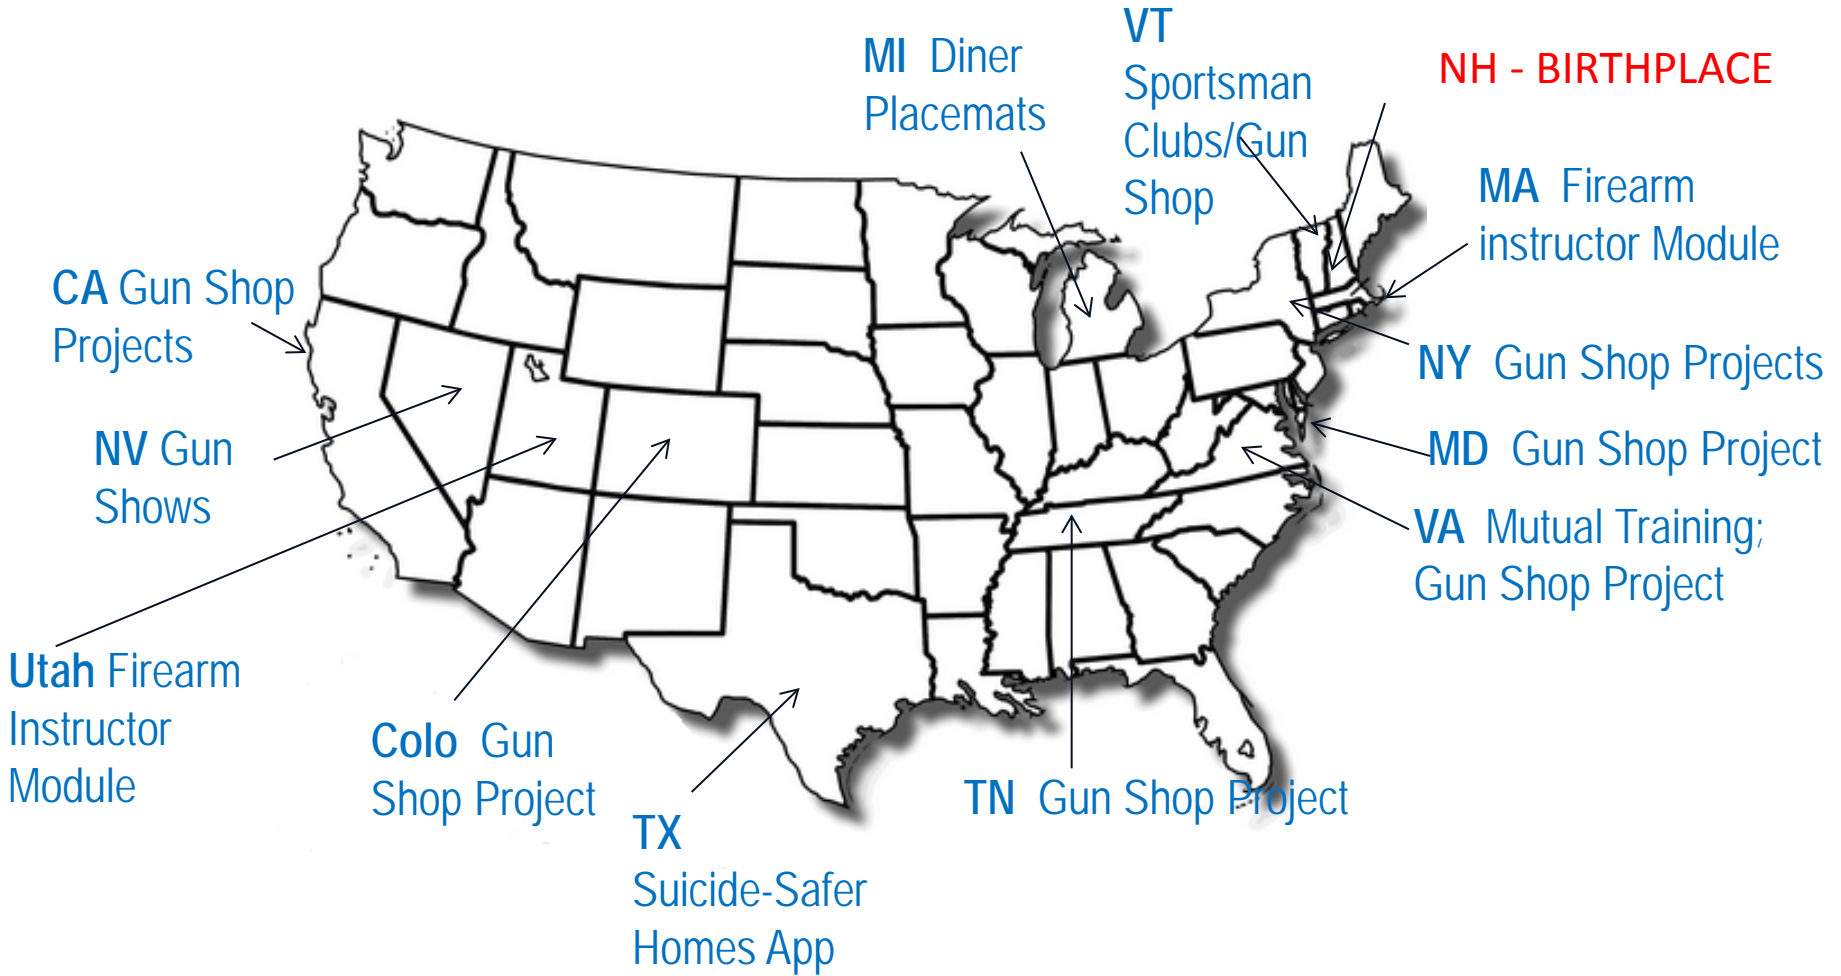 MI Diner
Placemats
VT
Sportsman
Clubs/Gun
Shop
NH - BIRTHPLACE
MA Firearm
instructor Module
CA Gun Shop
Projects
NY Gun Shop Projects
NV Gun
Shows
MD Gun Shop Project
VA Mutual Training;
Gun Shop Project
Utah Firearm
Instructor
Module
Colo Gun
Shop Project
TX
Suicide-Safer
Homes App
TN Gun Shop Project